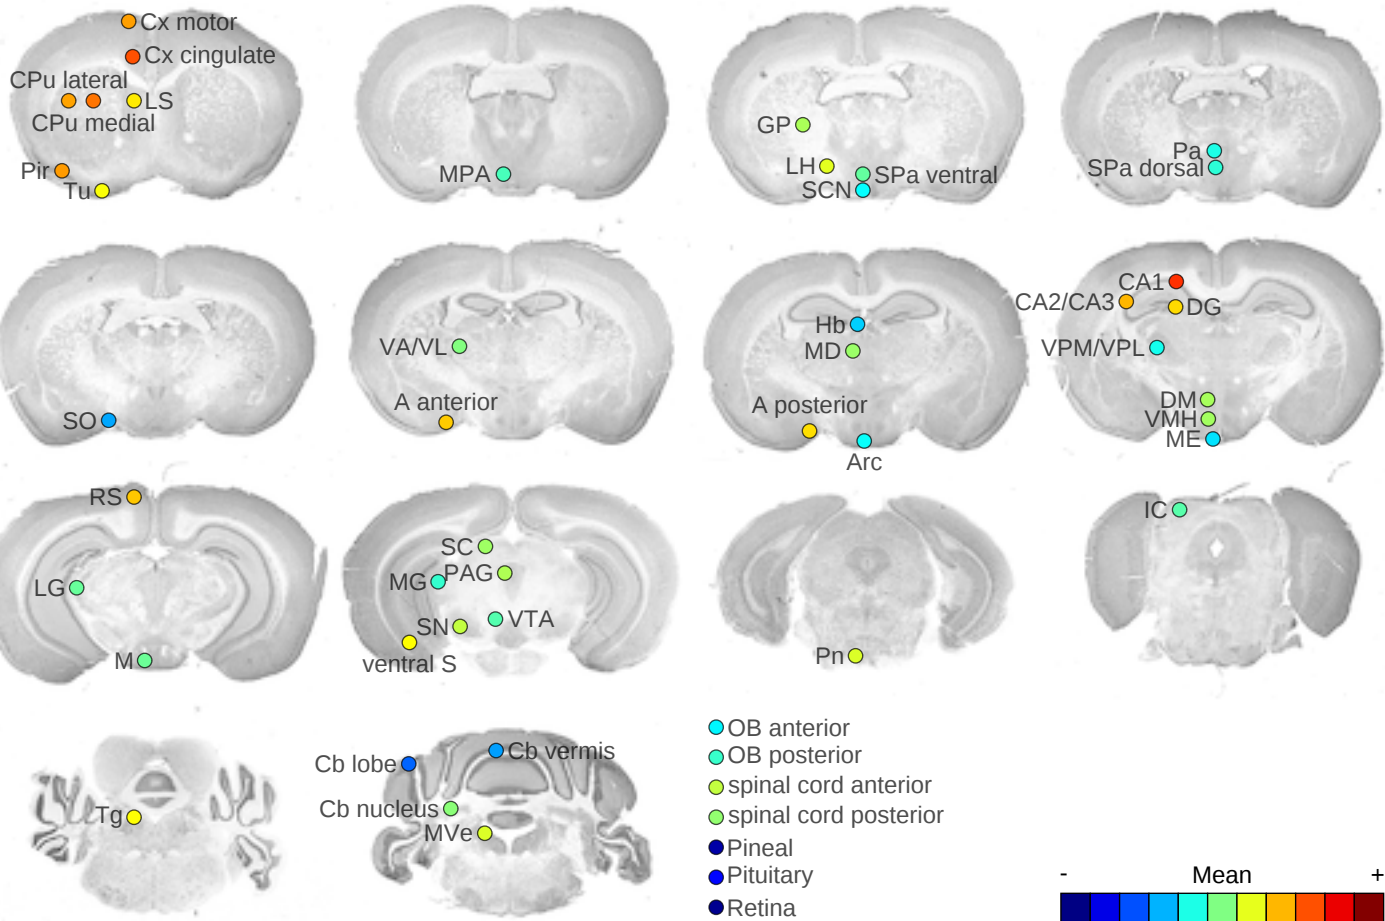 Cx motor
Cx cingulate
CPu lateral
LS
CPu medial
Pir
Tu
MPA
GP
LH
SPa ventral
SCN
Pa
SPa dorsal
SO
VA/VL
A anterior
Hb
MD
A posterior
Arc
CA1
CA2/CA3
DG
VPM/VPL
DM
VMH
ME
RS
LG
M
SC
MG
PAG
SN
VTA
ventral S
Pn
IC
Tg
Cb lobe
Cb vermis
Cb nucleus
MVe
OB anterior
OB posterior
spinal cord anterior
spinal cord posterior
Pineal
Pituitary
Retina
- Mean +